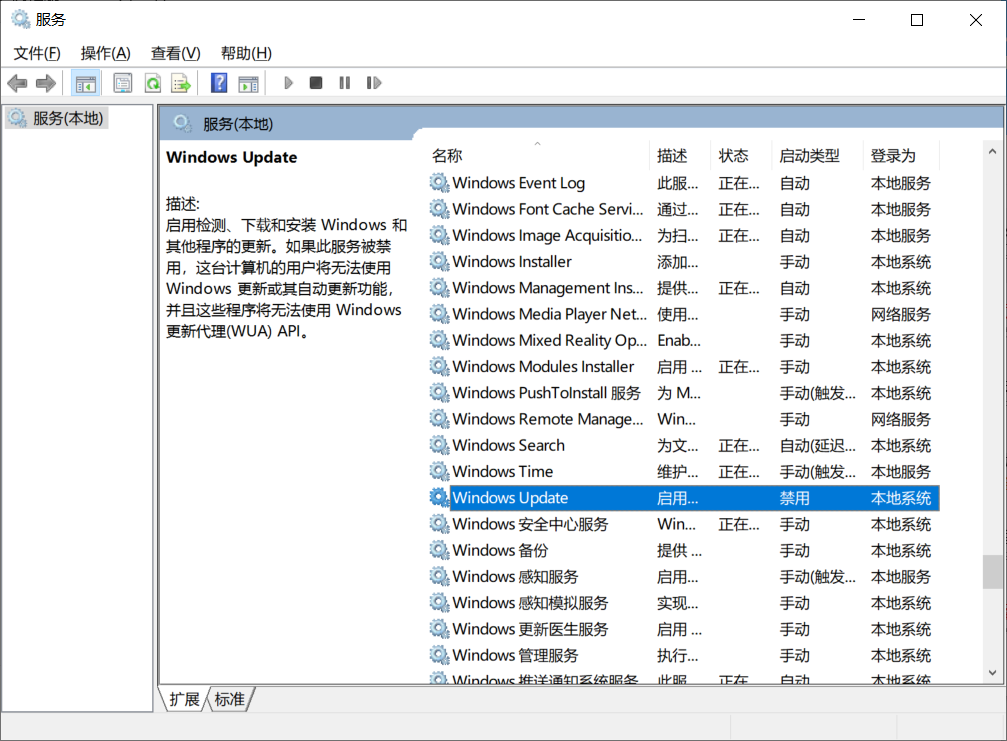 服务
文件(F) 操作(A) 查看(V) 帮助(H)
服务(本地)
服务(本地)
Windows Update
描述:
启用检测、下载和安装 Windows 和
其他程序的更新。如果此服务被禁
用，这台计算机的用户将无法使用
Windows 更新或其自动更新功能，
并且这些程序将无法使用 Windows
更新代理(WUA) API。
名称 描述 状态 启动类型 登录为
Windows Event Log 此服... 正在... 自动 本地服务
Windows Font Cache Servi... 通过... 正在... 自动 本地服务
Windows Image Acquisitio... 为扫... 正在... 自动 本地服务
Windows Installer 添加... 手动 本地系统
Windows Management Ins... 提供... 正在... 自动 本地系统
Windows Media Player Net... 使用... 手动 网络服务
Windows Mixed Reality Op... Enab... 手动 本地系统
Windows Modules Installer 启用 ... 正在... 手动 本地系统
Windows PushToInstall 服务 为 M... 手动(触发... 本地系统
Windows Remote Manage... Win... 手动 网络服务
Windows Search 为文... 正在... 自动(延迟... 本地系统
Windows Time 维护... 正在... 手动(触发... 本地服务
Windows Update 启用... 禁用 本地系统
Windows 安全中心服务 Win... 正在... 手动 本地系统
Windows 备份 提供 ... 手动 本地系统
Windows 感知服务 启用... 手动(触发... 本地服务
Windows 感知模拟服务 实现... 手动 本地系统
Windows 更新医生服务 启用 ... 手动 本地系统
Windows 管理服务 执行... 手动 本地系统
Windows 推送通知系统服务 此服... 正在... 自动 本地系统
扩展 标准